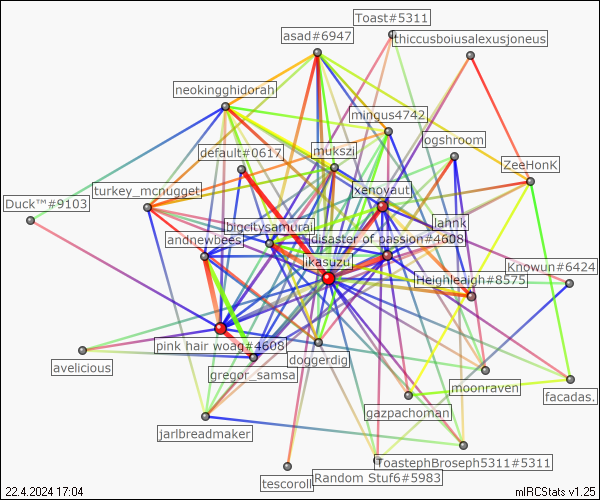 Toast#5311
asad#6947
thiccusboiusalexusjoneus
neokingghidorah
mingus4742
ogshroom
default#0617
mukszi
ZeeHonK
turkey_mcnugget
xenoyauti
Duck™#9103
bigcitysamurai
lahnk
andnewbees
disaster of passion#4608
ikasuzu
Knowun#6424
Heighleajgh#8575
pink hair woag#4608
doggerdig
avelicious
gregor_samsa
moonraven
facadas.
gazpachoman
jarlbreadmaker
ToastephBroseph5311#5311
tescoroll
Random Stuf6#5983
22.4.2024 17:04
mIRCStats v1.25